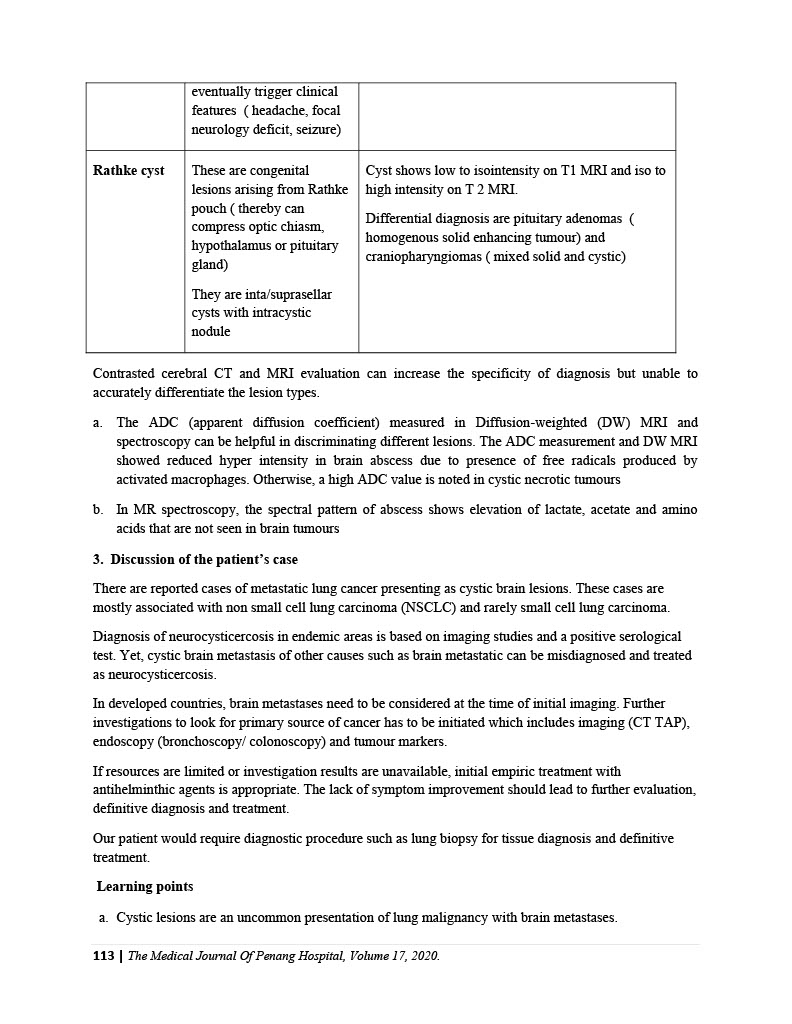 eventually trigger clinical
features  ( headache, focal
neurology deficit, seizure)
Rathke cyst
These are congenital
lesions arising from Rathke
pouch ( thereby can
compress optic chiasm,
hypothalamus or pituitary
gland)
They are inta/suprasellar
cysts with intracystic
nodule
Cyst shows low to isointensity on T1 MRI and iso to
high intensity on T 2 MRI.
Differential diagnosis are pituitary adenomas  (
homogenous solid enhancing tumour) and
craniopharyngiomas ( mixed solid and cystic)
Contrasted cerebral CT and MRI evaluation can increase the specificity of diagnosis but unable to
accurately differentiate the lesion types.
a. The ADC (apparent diffusion coefficient) measured in Diffusion-weighted (DW) MRI and
spectroscopy can be helpful in discriminating different lesions. The ADC measurement and DW MRI
showed reduced hyper intensity in brain abscess due to presence of free radicals produced by
activated macrophages. Otherwise, a high ADC value is noted in cystic necrotic tumours
b. In MR spectroscopy, the spectral pattern of abscess shows elevation of lactate, acetate and amino
acids that are not seen in brain tumours
3. Discussion of the patient's case
There are reported cases of metastatic lung cancer presenting as cystic brain lesions. These cases are
mostly associated with non small cell lung carcinoma (NSCLC) and rarely small cell lung carcinoma.
Diagnosis of neurocysticercosis in endemic areas is based on imaging studies and a positive serological
test. Yet, cystic brain metastasis of other causes such as brain metastatic can be misdiagnosed and treated
as neurocysticercosis.
In developed countries, brain metastases need to be considered at the time of initial imaging. Further
investigations to look for primary source of cancer has to be initiated which includes imaging (CT TAP),
endoscopy (bronchoscopy/ colonoscopy) and tumour markers.
If resources are limited or investigation results are unavailable, initial empiric treatment with
antihelminthic agents is appropriate. The lack of symptom improvement should lead to further evaluation,
definitive diagnosis and treatment.
Our patient would require diagnostic procedure such as lung biopsy for tissue diagnosis and definitive
treatment.
Learning points
a. Cystic lesions are an uncommon presentation of lung malignancy with brain metastases.
113 | The Medical Journal Of Penang Hospital, Volume 17, 2020.